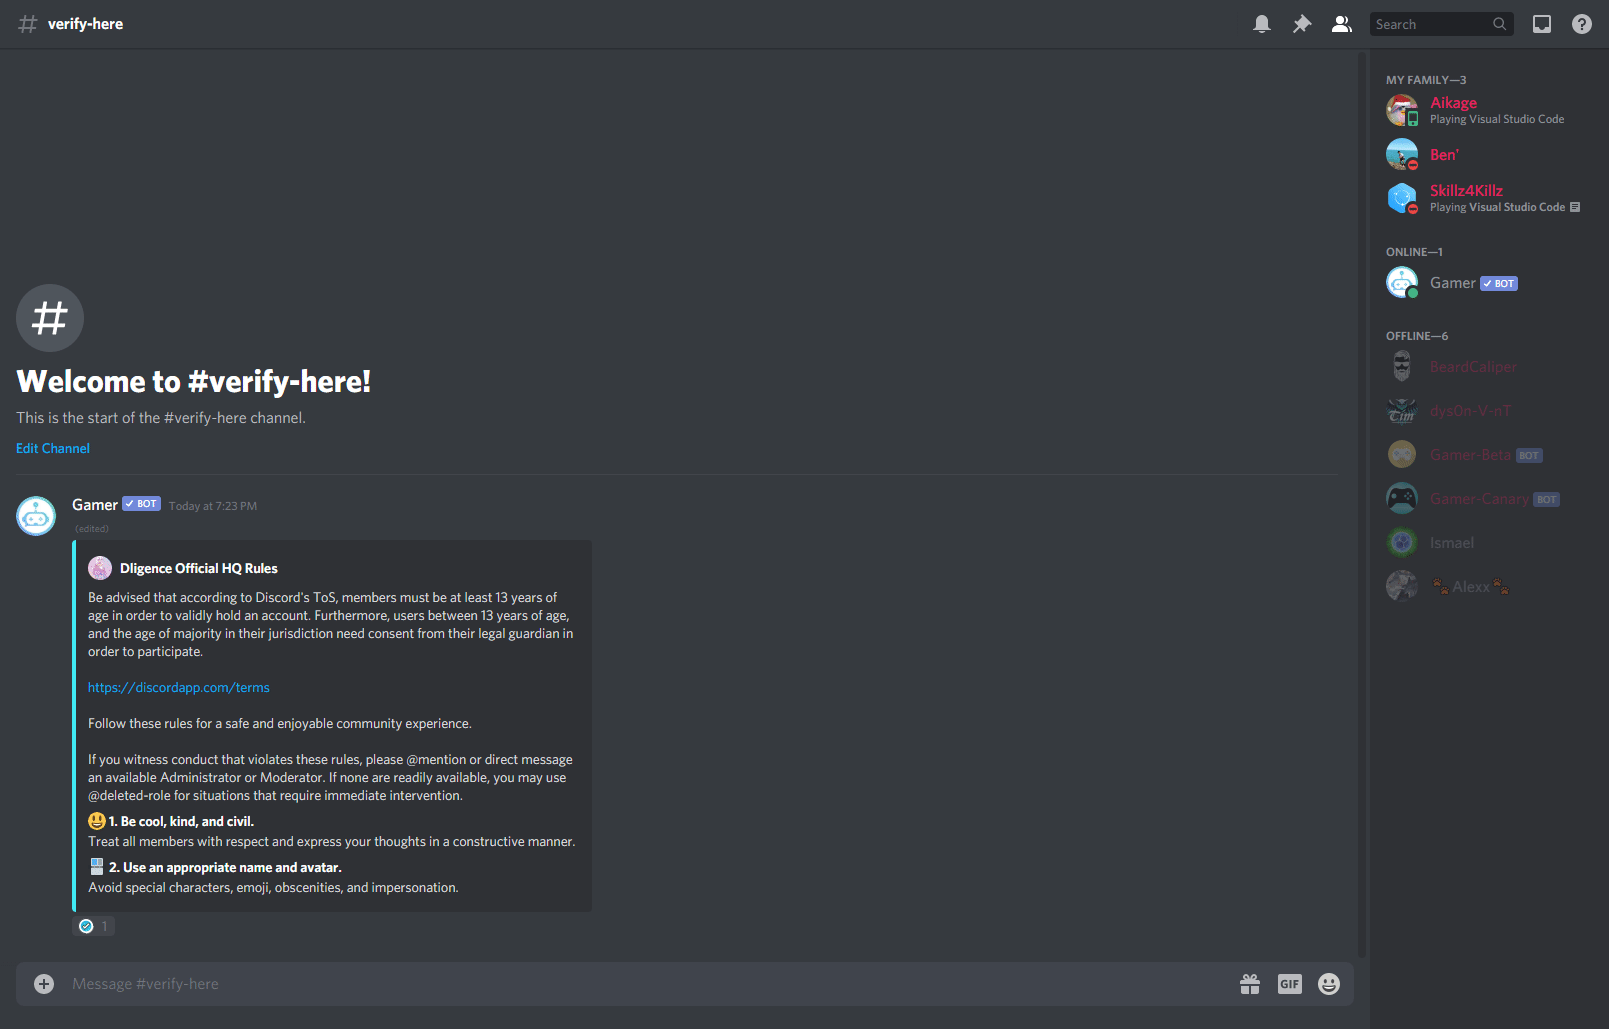 verify-here
Search
Welcome to #verify-here!
This is the start of the #verify-here channel.
Edit Channel
Gamer BOT Today at 7:23 PM
(edited)
Dligence Official HQ Rules
Be advised that according to Discord's ToS, members must be at least 13 years of
age in order to validly hold an account. Furthermore, users between 13 years of age,
and the age of majority in their jurisdiction need consent from their legal guardian in
order to participate.
https://discordapp.com/terms
Follow these rules for a safe and enjoyable community experience.
If you witness conduct that violates these rules, please @mention or direct message
an available Administrator or Moderator. If none are readily available, you may use
@deleted-role for situations that require immediate intervention.
😃 1. Be cool, kind, and civil.
Treat all members with respect and express your thoughts in a constructive manner.
2. Use an appropriate name and avatar.
Avoid special characters, emoji, obscenities, and impersonation.
1
Message #verify-here
GIF
MY FAMILY—3
Aikage
Playing Visual Studio Code
Ben'
Skillz4Killz
Playing Visual Studio Code
ONLINE—1
Gamer BOT
OFFLINE—6
BeardCaliper
dys0n-V-nT
Gamer-Beta BOT
Gamer-Canary BOT
Ismael
🐾Alexx🐾